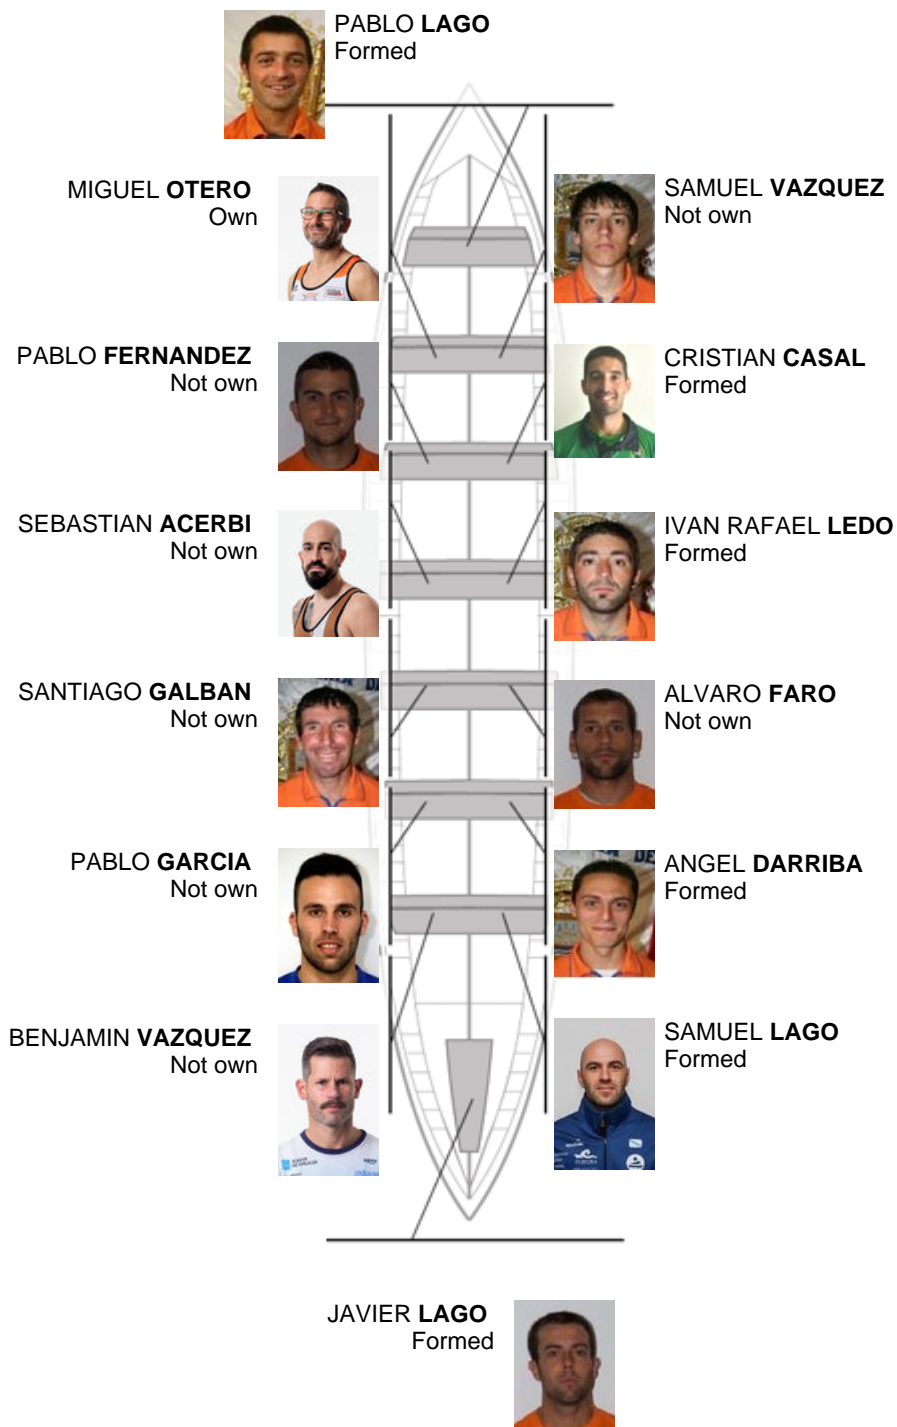 PABLO LAGO
Formed
MIGUEL OTERO
Own
SAMUEL VAZQUEZ
Not own
PABLO FERNANDEZ
Not own
CRISTIAN CASAL
Formed
SEBASTIAN ACERBI
Not own
IVAN RAFAEL LEDO
Formed
SANTIAGO GALBAN
Not own
ALVARO FARO
Not own
PABLO GARCIA
Not own
ANGEL DARRIBA
Formed
BENJAMIN VAZQUEZ
Not own
SAMUEL LAGO
Formed
JAVIER LAGO
Formed